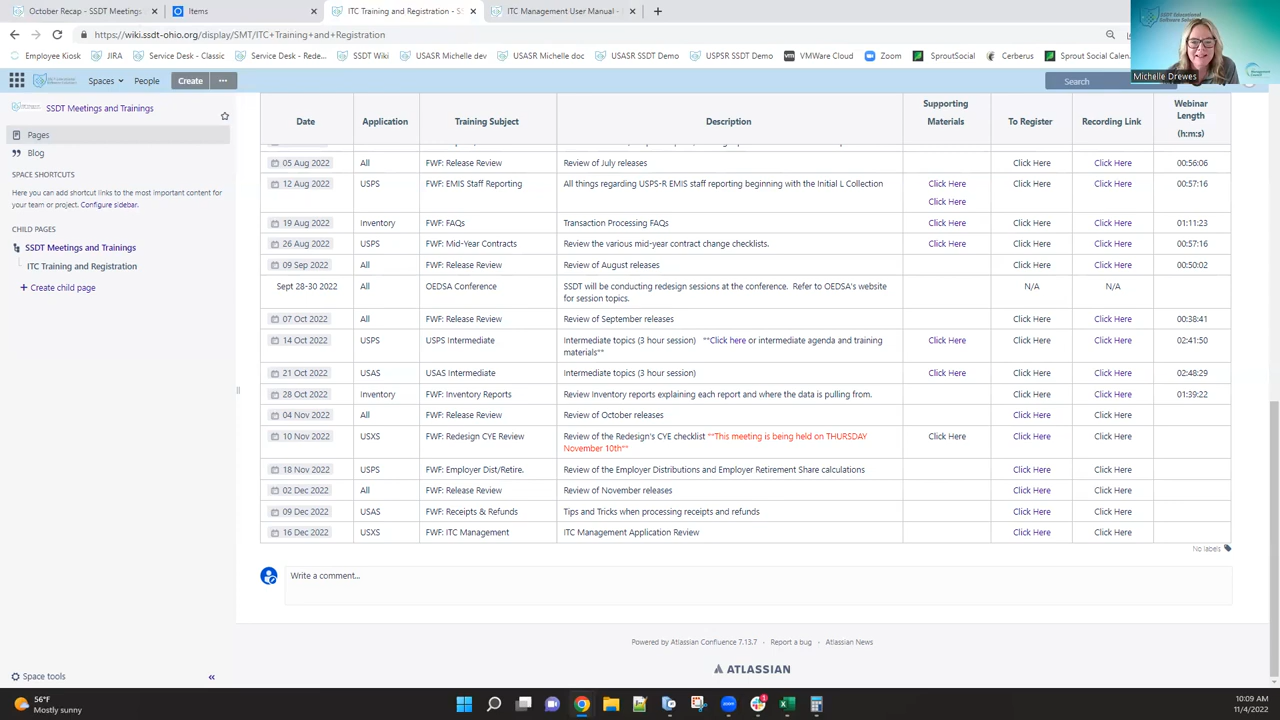 October Recap - SSDT Meetings
Items
ITC Training and Registration - SS
ITC Management User Manual -
https://wiki.ssdt-ohio.org/display/SMT/ITC+Training+and+Registration
Employee Kiosk
JIRA
Service Desk - Classic
Service Desk - Rede...
SSDT Wiki
USASR Michelle dev
USASR Michelle doc
USASR SSDT Demo
USPSR SSDT Demo
VMWare Cloud
Zoom
SproutSocial
Cerberus
Sprout Social Calen...
Michelle Drewes
Spaces
People
Create
Search
SSDT Meetings and Trainings
Pages
Blog
SPACE SHORTCUTS
Here you can add shortcut links to the most important content for
your team or project. Configure sidebar.
CHILD PAGES
SSDT Meetings and Trainings
ITC Training and Registration
+ Create child page
Date Application Training Subject Description Supporting Materials To Register Recording Link Webinar Length (h:m:s)
05 Aug 2022 All FWF: Release Review Review of July releases Click Here Click Here 00:56:06
12 Aug 2022 USPS FWF: EMIS Staff Reporting All things regarding USPS-R EMIS staff reporting beginning with the Initial L Collection Click Here Click Here Click Here 00:57:16
Click Here
19 Aug 2022 Inventory FWF: FAQs Transaction Processing FAQs Click Here Click Here Click Here 01:11:23
26 Aug 2022 USPS FWF: Mid-Year Contracts Review the various mid-year contract change checklists. Click Here Click Here Click Here 00:57:16
09 Sep 2022 All FWF: Release Review Review of August releases Click Here Click Here 00:50:02
Sept 28-30 2022 All OEDSA Conference SSDT will be conducting redesign sessions at the conference. Refer to OEDSA's website N/A N/A
for session topics.
07 Oct 2022 All FWF: Release Review Review of September releases Click Here Click Here 00:38:41
14 Oct 2022 USPS USPS Intermediate Intermediate topics (3 hour session) **Click here or intermediate agenda and training Click Here Click Here Click Here 02:41:50
materials**
21 Oct 2022 USAS USAS Intermediate Intermediate topics (3 hour session) Click Here Click Here Click Here 02:48:29
28 Oct 2022 Inventory FWF: Inventory Reports Review Inventory reports explaining each report and where the data is pulling from. Click Here Click Here 01:39:22
04 Nov 2022 All FWF: Release Review Review of October releases Click Here Click Here
10 Nov 2022 USXS FWF: Redesign CYE Review Review of the Redesign's CYE checklist **This meeting is being held on THURSDAY Click Here Click Here Click Here
November 10th**
18 Nov 2022 USPS FWF: Employer Dist/Retire. Review of the Employer Distributions and Employer Retirement Share calculations Click Here Click Here
02 Dec 2022 All FWF: Release Review Review of November releases Click Here Click Here
09 Dec 2022 USAS FWF: Receipts & Refunds Tips and Tricks when processing receipts and refunds Click Here Click Here
16 Dec 2022 USXS FWF: ITC Management ITC Management Application Review Click Here Click Here
No labels
Write a comment...
Powered by Atlassian Confluence 7.13.7 · Report a bug · Atlassian News
ATLASSIAN
Space tools
56°F
Mostly sunny
10:09 AM
11/4/2022